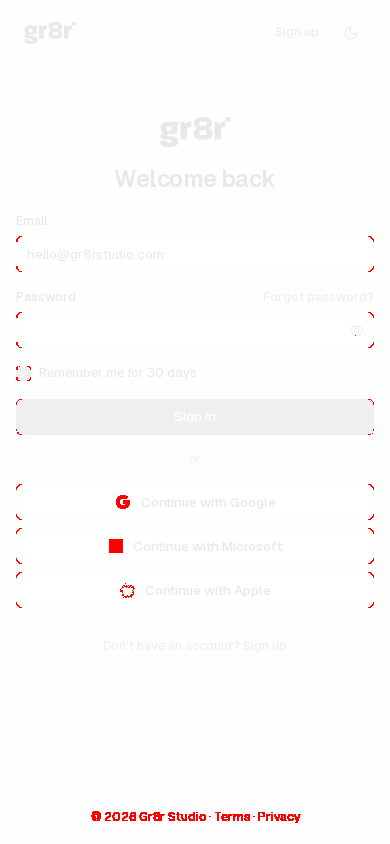 gr8r
Sign up
gr8r
Welcome back
Email
hello@gr8rstudio.com
Password
Forgot password?
Remember me for 30 days
Sign in
or
Continue with Google
Continue with Microsoft
Continue with Apple
Don't have an account? Sign up
© 2026 Gr8r Studio · Terms · Privacy